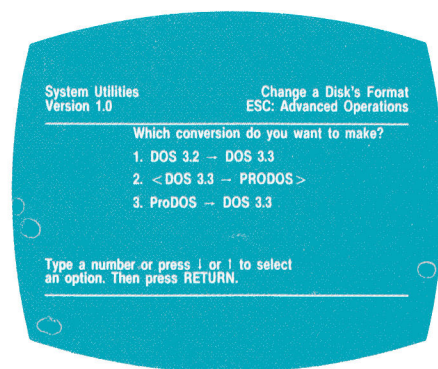 System Utilities Change a Disk's Format
Version 1.0 ESC: Advanced Operations
Which conversion do you want to make?
1. DOS 3.2 → DOS 3.3
2. <DOS 3.3 → PRODOS>
3. ProDOS → DOS 3.3
Type a number or press ↓ or ↑ to select
an option. Then press RETURN.